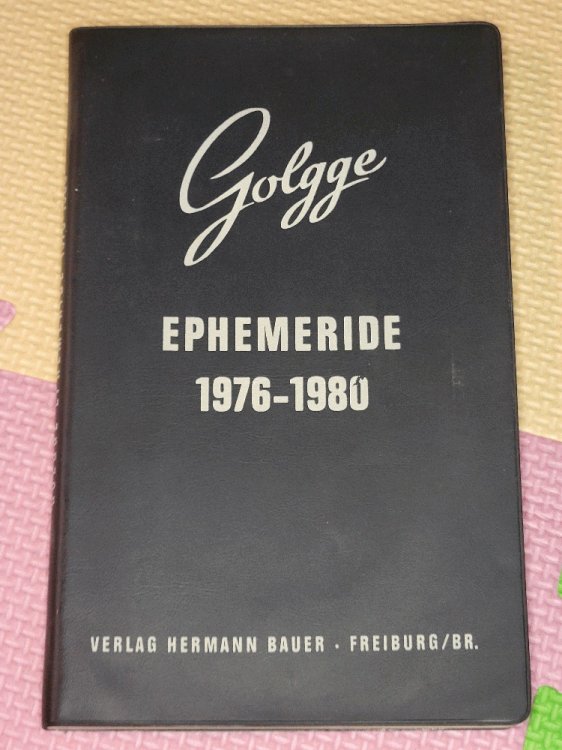 Golgge
EPHEMERIDE
1976-1980
VERLAG HERMANN BAUER · FREIBURG/BR.